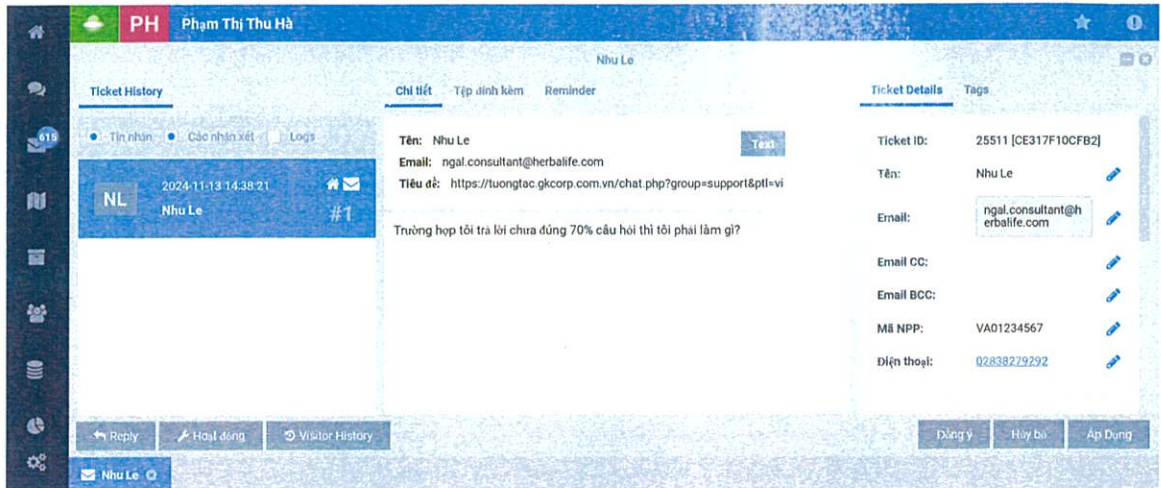 PH Phạm Thị Thu Hà
Nhu Le
Ticket History
Tin nhắn Các nhận xét Logs
NL
2024-11-13 14:38:21
Nhu Le
#1
Chi tiết Tệp đính kèm Reminder
Tên: Nhu Le
Text
Email: ngal.consultant@herbalife.com
Tiêu đề: https://tuongtac.gkcorp.com.vn/chat.php?group=support&ptl=vi
Trường hợp tôi trả lời chưa đúng 70% câu hỏi thì tôi phải làm gì?
Ticket Details Tags
Ticket ID: 25511 [CE317F10CFB2]
Tên: Nhu Le
Email: ngal.consultant@h
erbalife.com
Email CC:
Email BCC:
Mã NPP: VA01234567
Điện thoại: 02838279292
615
Reply Hoạt động Visitor History
Đồng ý Hủy bỏ Áp Dụng
Nhu Le